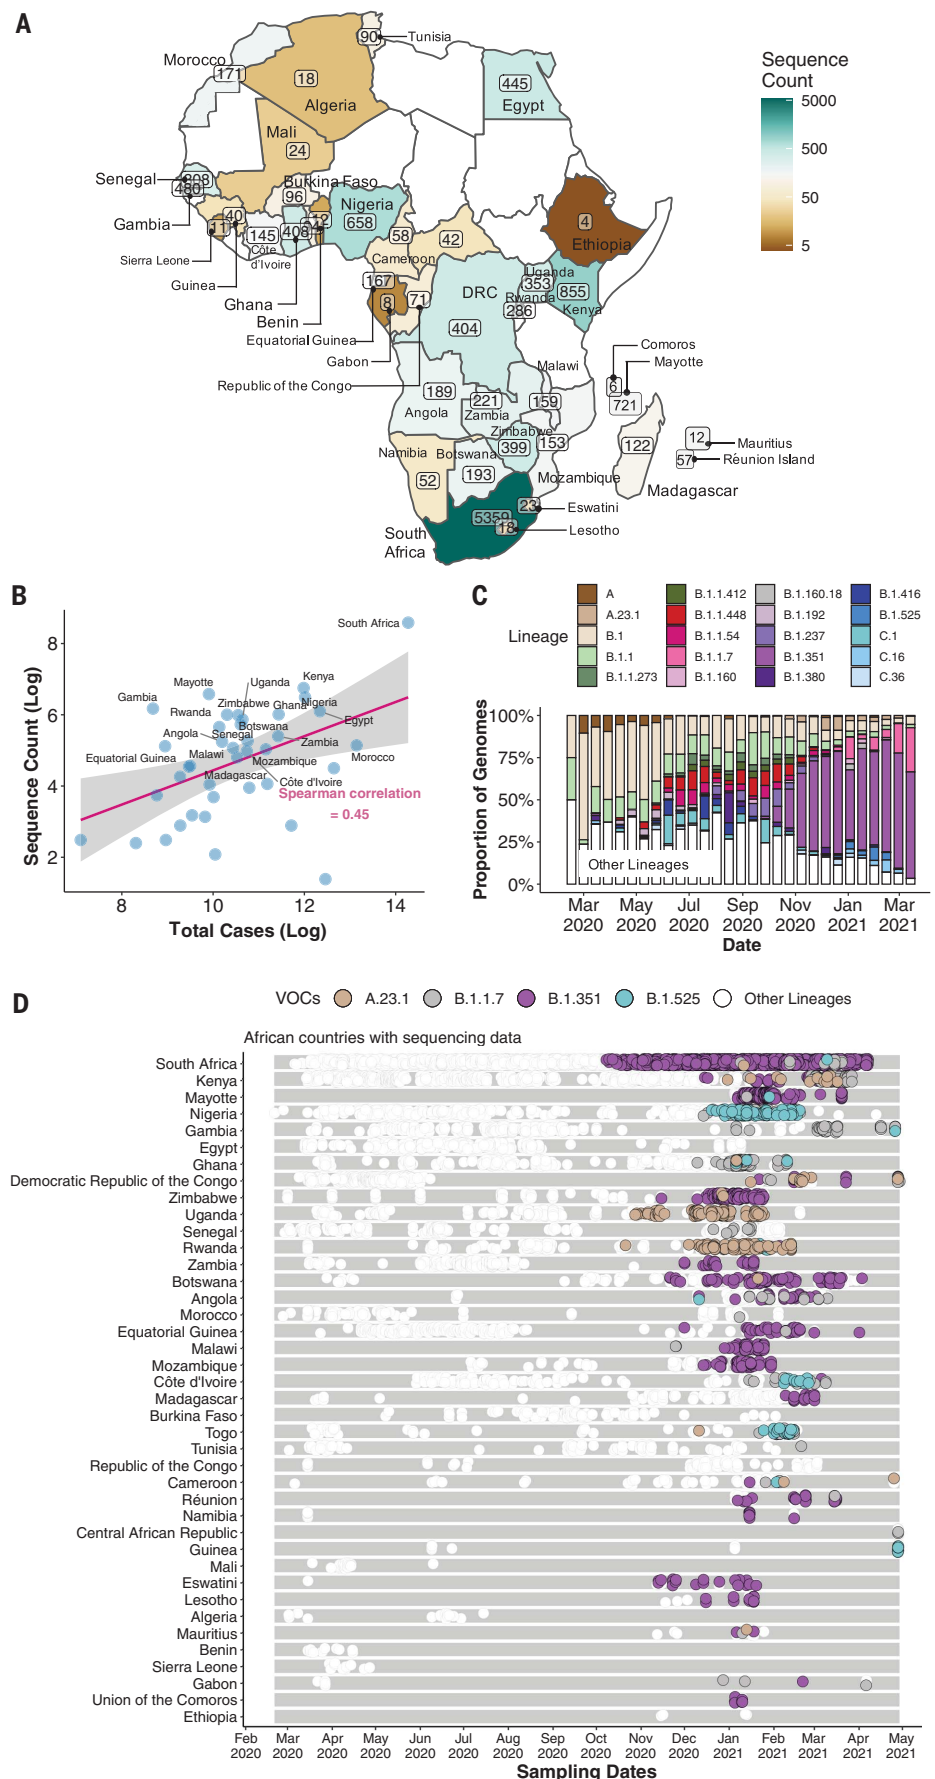 A
Sequence
Count
5000
500
50
5
Morocco
171
18
Algeria
90
Tunisia
445
Egypt
Mali
24
Senegal
480
Gambia
Burkina Faso
96
Nigeria
658
11
40
12
145
408
Côte
d'Ivoire
Sierra Leone
Guinea
Ghana
Benin
58
Cameroon
42
4
Ethiopia
167
8
71
Equatorial Guinea
Gabon
Republic of the Congo
DRC
404
Uganda
353
Rwanda
286
855
Kenya
Comoros
Mayotte
6
721
Malawi
189
Angola
221
Zambia
159
Zimbabwe
399
153
122
12
Mauritius
57
Réunion Island
Namibia
52
Botswana
193
Mozambique
Madagascar
5359
23
Eswatini
18
Lesotho
South
Africa
B
Sequence Count (Log)
8
6
4
2
South Africa
Mayotte
Uganda
Kenya
Gambia
Zimbabwe
Ghana
Nigeria
Rwanda
Egypt
Angola
Senegal
Botswana
Zambia
Equatorial Guinea
Malawi
Mozambique
Morocco
Madagascar
Côte d'Ivoire
Spearman correlation
= 0.45
8
10
12
14
Total Cases (Log)
C
Lineage
A
A.23.1
B.1
B.1.1
B.1.1.273
B.1.1.412
B.1.1.448
B.1.1.54
B.1.1.7
B.1.160
B.1.160.18
B.1.192
B.1.237
B.1.351
B.1.380
B.1.416
B.1.525
C.1
C.16
C.36
Proportion of Genomes
100%
75%
50%
25%
0%
Other Lineages
Mar
2020
May
2020
Jul
2020
Sep
2020
Nov
2020
Jan
2021
Mar
2021
Date
D
VOCs
A.23.1
B.1.1.7
B.1.351
B.1.525
Other Lineages
African countries with sequencing data
South Africa
Kenya
Mayotte
Nigeria
Gambia
Egypt
Ghana
Democratic Republic of the Congo
Zimbabwe
Uganda
Senegal
Rwanda
Zambia
Botswana
Angola
Morocco
Equatorial Guinea
Malawi
Mozambique
Côte d'Ivoire
Madagascar
Burkina Faso
Togo
Tunisia
Republic of the Congo
Cameroon
Réunion
Namibia
Central African Republic
Guinea
Mali
Eswatini
Lesotho
Algeria
Mauritius
Benin
Sierra Leone
Gabon
Union of the Comoros
Ethiopia
Feb
2020
Mar
2020
Apr
2020
May
2020
Jun
2020
Jul
2020
Aug
2020
Sep
2020
Oct
2020
Nov
2020
Dec
2020
Jan
2021
Feb
2021
Mar
2021
Apr
2021
May
2021
Sampling Dates